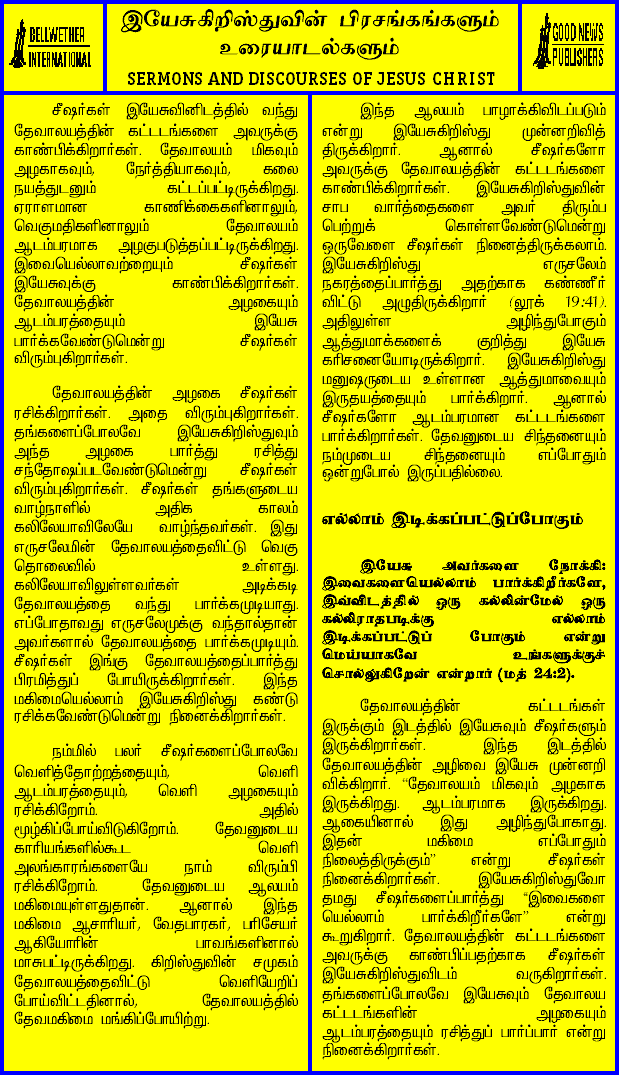 BELLWETHER
INTERNATIONAL
இயேசுகிறிஸ்துவின் பிரசங்கங்களும்
உரையாடல்களும்
SERMONS AND DISCOURSES OF JESUS CHRIST
GOOD NEWS
PUBLISHERS
சீஷர்கள் இயேசுவினிடத்தில் வந்து
தேவாலயத்தின் கட்டடங்களை அவருக்கு
காண்பிக்கிறார்கள். தேவாலயம் மிகவும்
அழகாகவும், நேர்த்தியாகவும், கலை
நயத்துடனும் கட்டப்பட்டிருக்கிறது.
ஏராளமான காணிக்கைகளினாலும்,
வெகுமதிகளினாலும் தேவாலயம்
ஆடம்பரமாக அழகுபடுத்தப்பட்டிருக்கிறது.
இவையெல்லாவற்றையும் சீஷர்கள்
இயேசுவுக்கு காண்பிக்கிறார்கள்.
தேவாலயத்தின் அழகையும்
ஆடம்பரத்தையும் இயேசு
பார்க்கவேண்டுமென்று சீஷர்கள்
விரும்புகிறார்கள்.
தேவாலயத்தின் அழகை சீஷர்கள்
ரசிக்கிறார்கள். அதை விரும்புகிறார்கள்.
தங்களைப்போலவே இயேசுகிறிஸ்துவும்
அந்த அழகை பார்த்து ரசித்து
சந்தோஷப்படவேண்டுமென்று சீஷர்கள்
விரும்புகிறார்கள். சீஷர்கள் தங்களுடைய
வாழ்நாளில் அதிக காலம்
கலிலேயாவிலேயே வாழ்ந்தவர்கள். இது
எருசலேமின் தேவாலயத்தைவிட்டு வெகு
தொலைவில் உள்ளது.
கலிலேயாவிலுள்ளவர்கள் அடிக்கடி
தேவாலயத்தை வந்து பார்க்கமுடியாது.
எப்போதாவது எருசலேமுக்கு வந்தால்தான்
அவர்களால் தேவாலயத்தை பார்க்கமுடியும்.
சீஷர்கள் இங்கு தேவாலயத்தைப்பார்த்து
பிரமித்துப் போயிருக்கிறார்கள். இந்த
மகிமையெல்லாம் இயேசுகிறிஸ்து கண்டு
ரசிக்கவேண்டுமென்று நினைக்கிறார்கள்.
நம்மில் பலர் சீஷர்களைப்போலவே
வெளித்தோற்றத்தையும், வெளி
ஆடம்பரத்தையும், வெளி அழகையும்
ரசிக்கிறோம். அதில்
மூழ்கிப்போய்விடுகிறோம். தேவனுடைய
காரியங்களில்கூட வெளி
அலங்காரங்களையே நாம் விரும்பி
ரசிக்கிறோம். தேவனுடைய ஆலயம்
மகிமையுள்ளதுதான். ஆனால் இந்த
மகிமை ஆசாரியர், வேதபாரகர், பரிசேயர்
ஆகியோரின் பாவங்களினால்
மாசுபட்டிருக்கிறது. கிறிஸ்துவின் சமுகம்
தேவாலயத்தைவிட்டு வெளியேறிப்
போய்விட்டதினால், தேவாலயத்தில்
தேவமகிமை மங்கிப்போயிற்று.
இந்த ஆலயம் பாழாக்கிவிடப்படும்
என்று இயேசுகிறிஸ்து முன்னறிவித்
திருக்கிறார். ஆனால் சீஷர்களோ
அவருக்கு தேவாலயத்தின் கட்டடங்களை
காண்பிக்கிறார்கள். இயேசுகிறிஸ்துவின்
சாப வார்த்தைகளை அவர் திரும்ப
பெற்றுக் கொள்ளவேண்டுமென்று
ஒருவேளை சீஷர்கள் நினைத்திருக்கலாம்.
இயேசுகிறிஸ்து எருசலேம்
நகரத்தைப்பார்த்து அதற்காக கண்ணீர்
விட்டு அழுதிருக்கிறார் (லூக் 19:41).
அதிலுள்ள அழிந்துபோகும்
ஆத்துமாக்களைக் குறித்து இயேசு
கரிசனையோடிருக்கிறார். இயேசுகிறிஸ்து
மனுஷருடைய உள்ளான ஆத்துமாவையும்
இருதயத்தையும் பார்க்கிறார். ஆனால்
சீஷர்களோ ஆடம்பரமான கட்டடங்களை
பார்க்கிறார்கள். தேவனுடைய சிந்தனையும்
நம்முடைய சிந்தனையும் எப்போதும்
ஒன்றுபோல் இருப்பதில்லை.
எல்லாம் இடிக்கப்பட்டுப்போகும்
இயேசு அவர்களை நோக்கி:
இவைகளையெல்லாம் பார்க்கிறீர்களே,
இவ்விடத்தில் ஒரு கல்லின்மேல் ஒரு
கல்லிராதபடிக்கு எல்லாம்
இடிக்கப்பட்டுப் போகும் என்று
மெய்யாகவே உங்களுக்குச்
சொல்லுகிறேன் என்றார் (மத் 24:2).
தேவாலயத்தின் கட்டடங்கள்
இருக்கும் இடத்தில் இயேசுவும் சீஷர்களும்
இருக்கிறார்கள். இந்த இடத்தில்
தேவாலயத்தின் அழிவை இயேசு முன்னறி
விக்கிறார். “தேவாலயம் மிகவும் அழகாக
இருக்கிறது. ஆடம்பரமாக இருக்கிறது.
ஆகையினால் இது அழிந்துபோகாது.
இதன் மகிமை எப்போதும்
நிலைத்திருக்கும்” என்று சீஷர்கள்
நினைக்கிறார்கள். இயேசுகிறிஸ்துவோ
தமது சீஷர்களைப்பார்த்து “இவைகளை
யெல்லாம் பார்க்கிறீர்களே” என்று
கூறுகிறார். தேவாலயத்தின் கட்டடங்களை
அவருக்கு காண்பிப்பதற்காக சீஷர்கள்
இயேசுகிறிஸ்துவிடம் வருகிறார்கள்.
தங்களைப்போலவே இயேசுவும் தேவாலய
கட்டடங்களின் அழகையும்
ஆடம்பரத்தையும் ரசித்துப் பார்ப்பார் என்று
நினைக்கிறார்கள்.